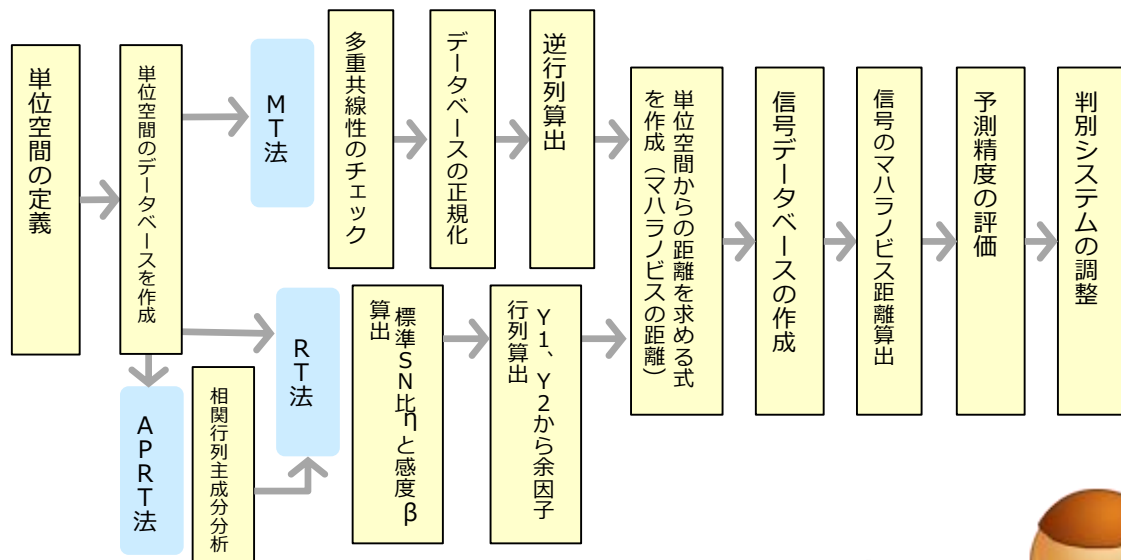 単位空間の定義
単位空間のデータベースを作成
MT法
多重共線性のチェック
データベースの正規化
逆行列算出
APRT法
相関行列主成分分析
RT法
標準SN比ηと感度β
算出
Y1、Y2から余因子
行列算出
単位空間からの距離を求める式
を作成（マハラノビスの距離）
信号データベースの作成
信号のマハラノビス距離算出
予測精度の評価
判別システムの調整